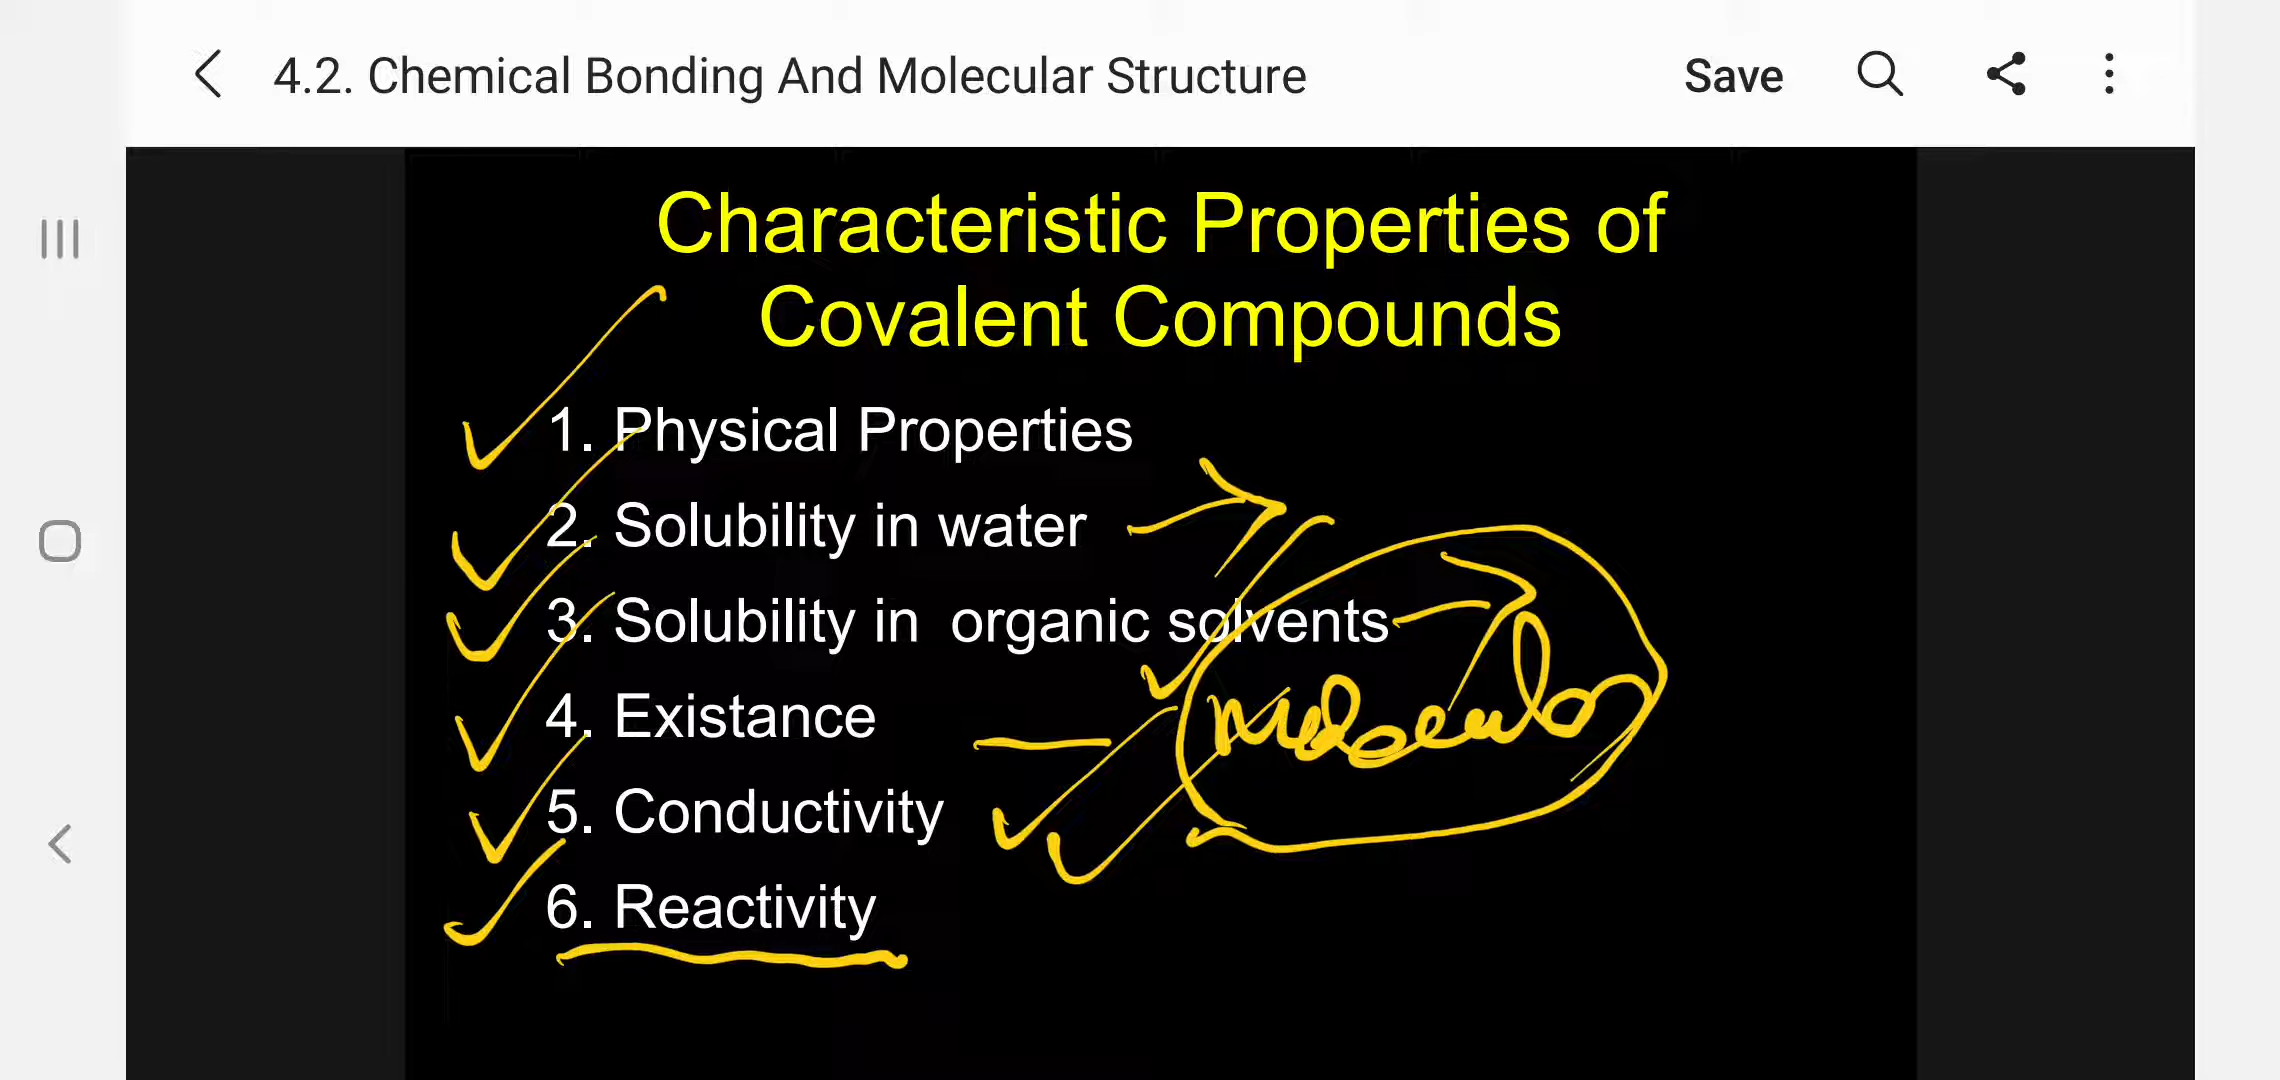 4.2. Chemical Bonding And Molecular Structure
Save
Characteristic Properties of
Covalent Compounds
1. Physical Properties
2. Solubility in water
3. Solubility in organic solvents
4. Existance
5. Conductivity
6. Reactivity